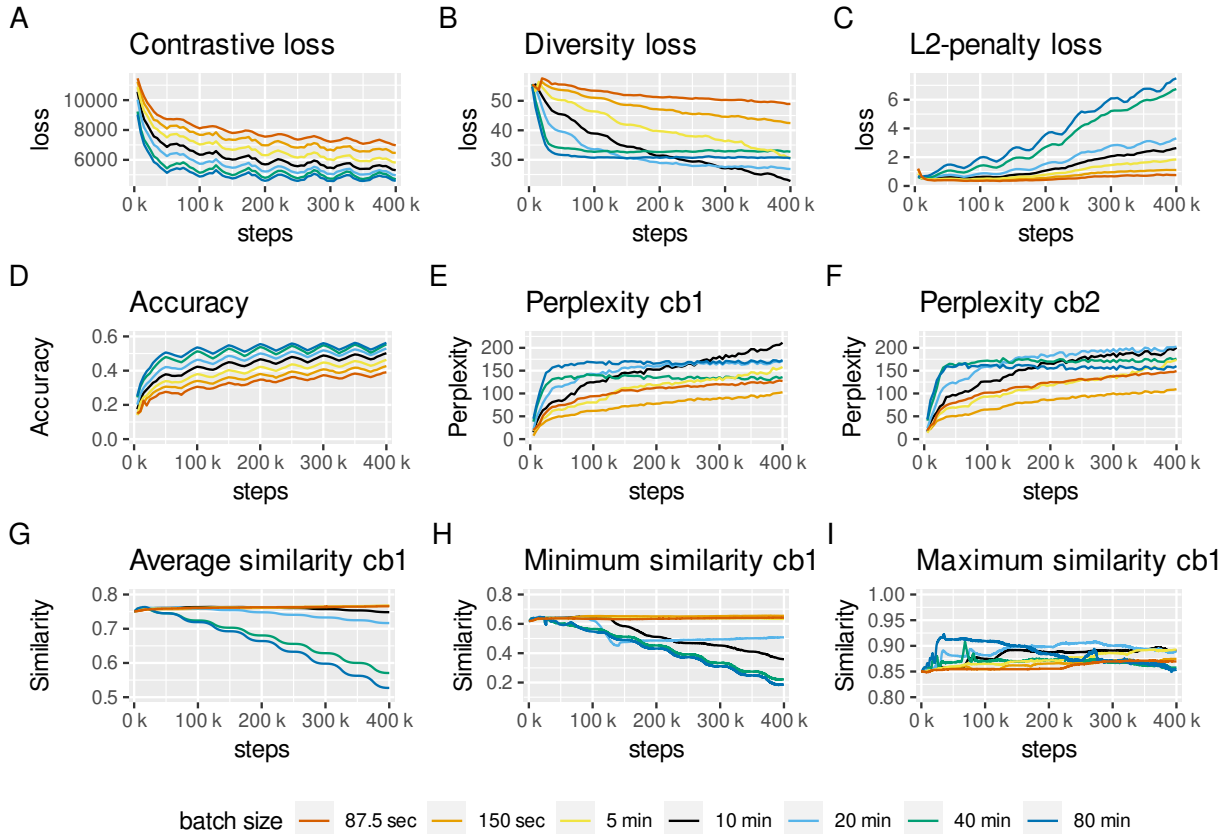 A
Contrastive loss
loss
10000
8000
6000
0 k 100 k 200 k 300 k 400 k
steps
B
Diversity loss
loss
50
40
30
0 k 100 k 200 k 300 k 400 k
steps
C
L2-penalty loss
loss
6
4
2
0
0 k 100 k 200 k 300 k 400 k
steps
D
Accuracy
Accuracy
0.6
0.4
0.2
0.0
0 k 100 k 200 k 300 k 400 k
steps
E
Perplexity cb1
Perplexity
200
150
100
50
0
0 k 100 k 200 k 300 k 400 k
steps
F
Perplexity cb2
Perplexity
200
150
100
50
0
0 k 100 k 200 k 300 k 400 k
steps
G
Average similarity cb1
Similarity
0.8
0.7
0.6
0.5
0 k 100 k 200 k 300 k 400 k
steps
H
Minimum similarity cb1
Similarity
0.8
0.6
0.4
0.2
0 k 100 k 200 k 300 k 400 k
steps
I
Maximum similarity cb1
Similarity
1.00
0.95
0.90
0.85
0.80
0 k 100 k 200 k 300 k 400 k
steps
batch size 87.5 sec 150 sec 5 min 10 min 20 min 40 min 80 min